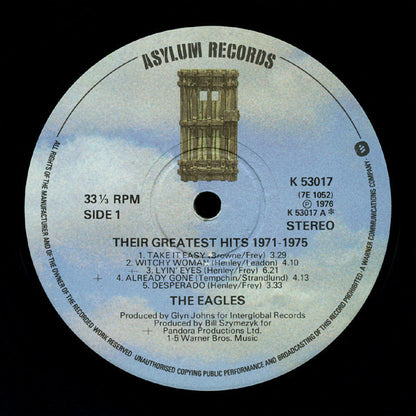 ASYLUM RECORDS
ALL RIGHTS OF THE MANUFACTURER AND OF THE OWNER OF THE RECORDED WORK RESERVED
UNAUTHORISED COPYING PUBLIC PERFORMANCE AND BROADCASTING OF THIS RECORD PROHIBITED
A WARNER COMMUNICATIONS COMPANY.
33⅓ RPM
SIDE 1
K 53017
(7E 1052)
℗ 1976
K 53017 A *
STEREO
THEIR GREATEST HITS 1971-1975
1. TAKE IT EASY (Browne/Frey) 3.29
2. WITCHY WOMAN (Henley/Leadon) 4.10
+ 3. LYIN' EYES (Henley/Frey) 6.21
+ 4. ALREADY GONE (Tempchin/Strandlund) 4.13
5. DESPERADO (Henley/Frey) 3.33
THE EAGLES
Produced by Glyn Johns for Interglobal Records
+ Produced by Bill Szymezyk for
Pandora Productions Ltd.
1-5 Warner Bros. Music